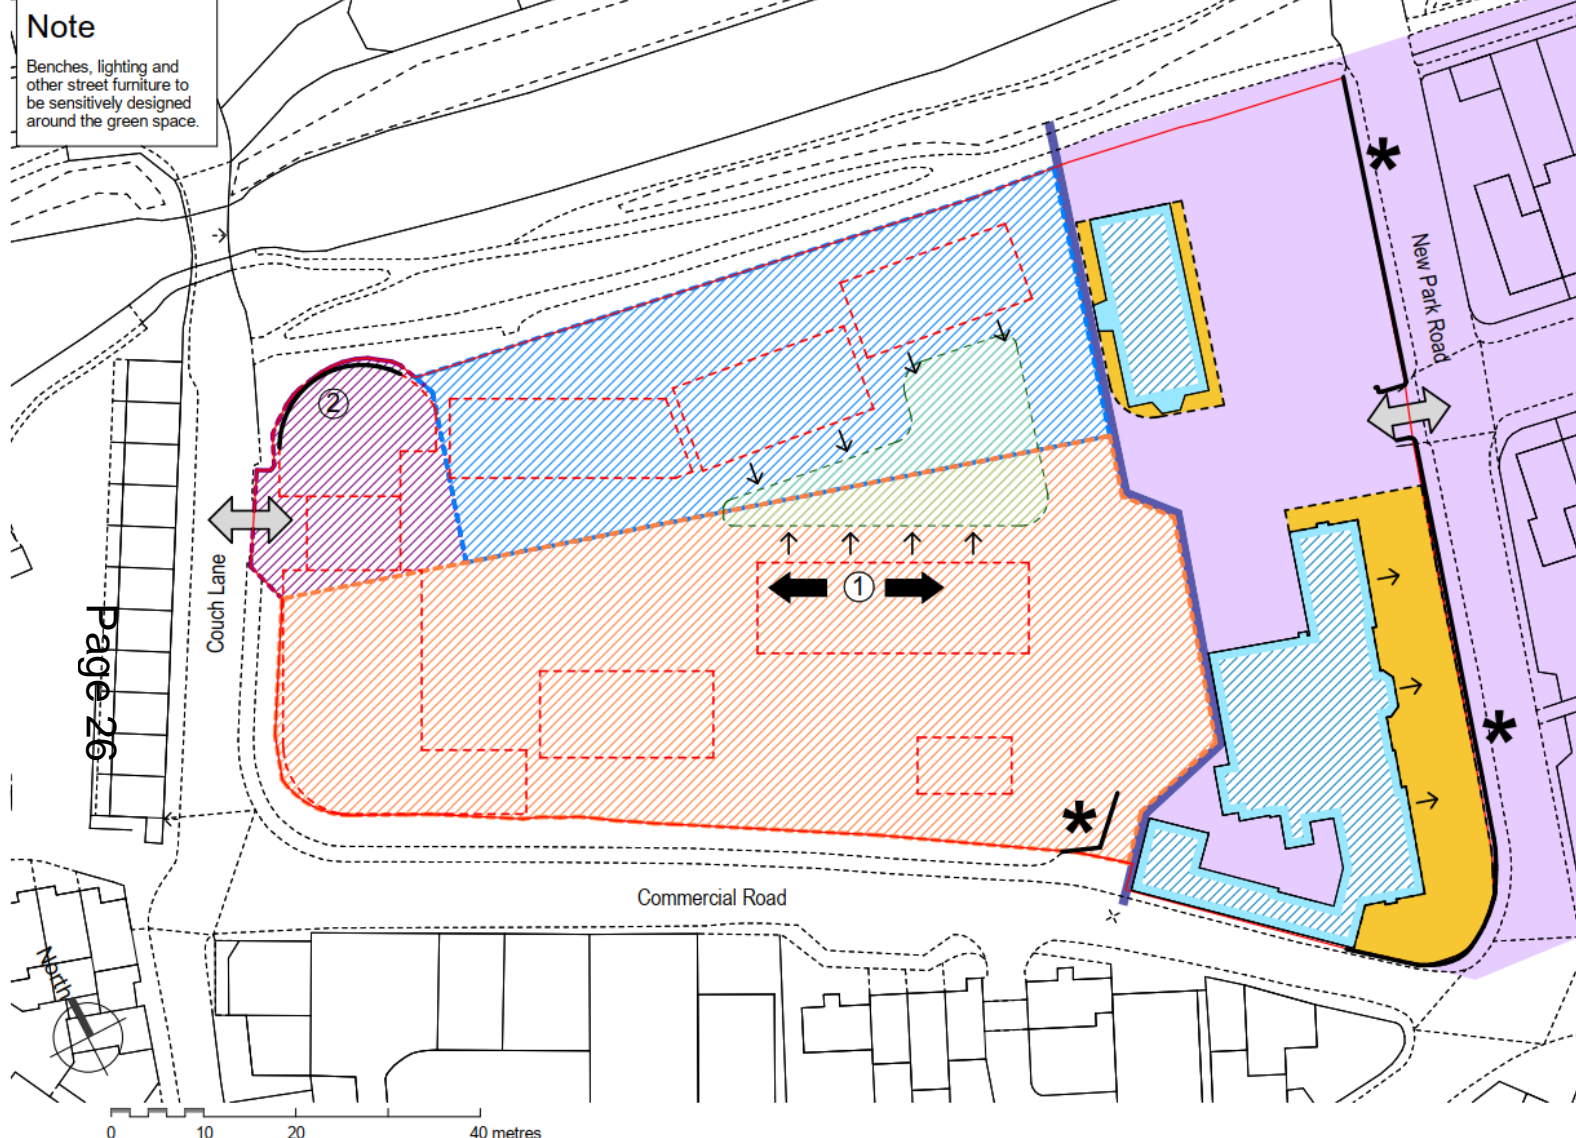 Note
Benches, lighting and
other street furniture to
be sensitively designed
around the green space.
*
New Park Road
2
1
Couch Lane
Page 26
*
*
Commercial Road
North
0 10 20 40 metres